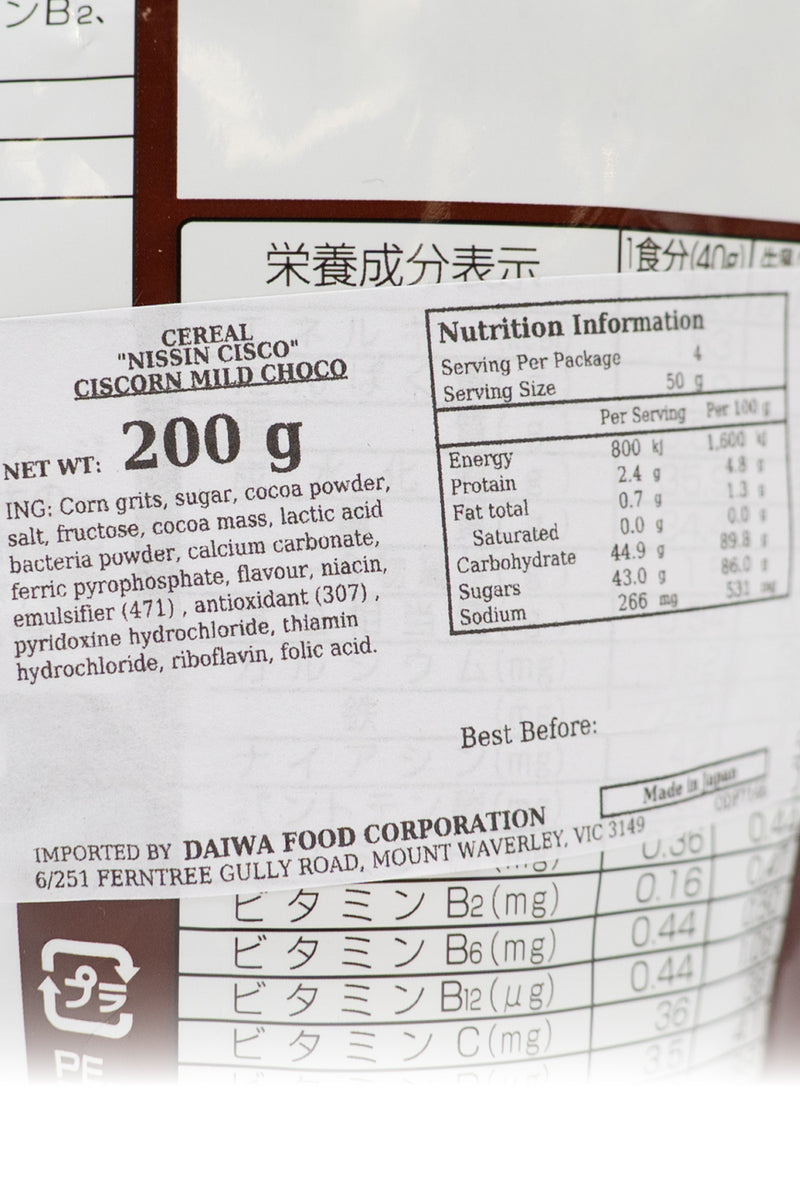 ンB2、
栄養成分表示
1食分(40g)
CEREAL
"NISSIN CISCO"
CISCORN MILD CHOCO
NET WT: 200 g
ING: Corn grits, sugar, cocoa powder,
salt, fructose, cocoa mass, lactic acid
bacteria powder, calcium carbonate,
ferric pyrophosphate, flavour, niacin,
emulsifier (471) , antioxidant (307) ,
pyridoxine hydrochloride, thiamin
hydrochloride, riboflavin, folic acid.
Nutrition Information
Serving Per Package 4
Serving Size 50 g
Per Serving Per 100 g
Energy 800 kJ 1,600 kJ
Protein 2.4 g 4.8 g
Fat total 0.7 g 1.3 g
Saturated 0.0 g 0.0 g
Carbohydrate 44.9 g 89.8 g
Sugars 43.0 g 86.0 g
Sodium 266 mg 531 mg
Best Before:
Made in Japan
IMPORTED BY DAIWA FOOD CORPORATION
6/251 FERNTREE GULLY ROAD, MOUNT WAVERLEY, VIC 3149
0.36
ビタミンB2(mg) 0.16
ビタミンB6(mg) 0.44
ビタミンB12(μg) 0.44
ビタミンC(mg) 36
3.5
プラ
PE